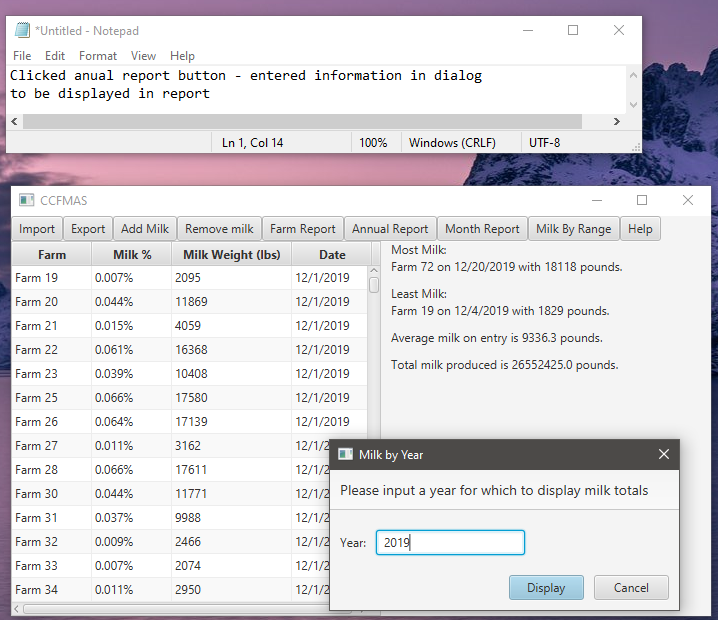 *Untitled - Notepad
File Edit Format View Help
Clicked anual report button - entered information in dialog
to be displayed in report
Ln 1, Col 14 100% Windows (CRLF) UTF-8
CCFMAS
Import Export Add Milk Remove milk Farm Report Annual Report Month Report Milk By Range Help
Farm Milk % Milk Weight (lbs) Date
Farm 19 0.007% 2095 12/1/2019
Farm 20 0.044% 11869 12/1/2019
Farm 21 0.015% 4059 12/1/2019
Farm 22 0.061% 16368 12/1/2019
Farm 23 0.039% 10408 12/1/2019
Farm 25 0.066% 17580 12/1/2019
Farm 26 0.064% 17139 12/1/2019
Farm 27 0.011% 3162 12/1/2
Farm 28 0.066% 17611 12/1/2
Farm 30 0.044% 11771 12/1/2
Farm 31 0.037% 9988 12/1/2
Farm 32 0.009% 2466 12/1/2
Farm 33 0.007% 2074 12/1/2
Farm 34 0.011% 2950 12/1/2
Most Milk:
Farm 72 on 12/20/2019 with 18118 pounds.
Least Milk:
Farm 19 on 12/4/2019 with 1829 pounds.
Average milk on entry is 9336.3 pounds.
Total milk produced is 26552425.0 pounds.
Milk by Year
Please input a year for which to display milk totals
Year: 2019
Display Cancel